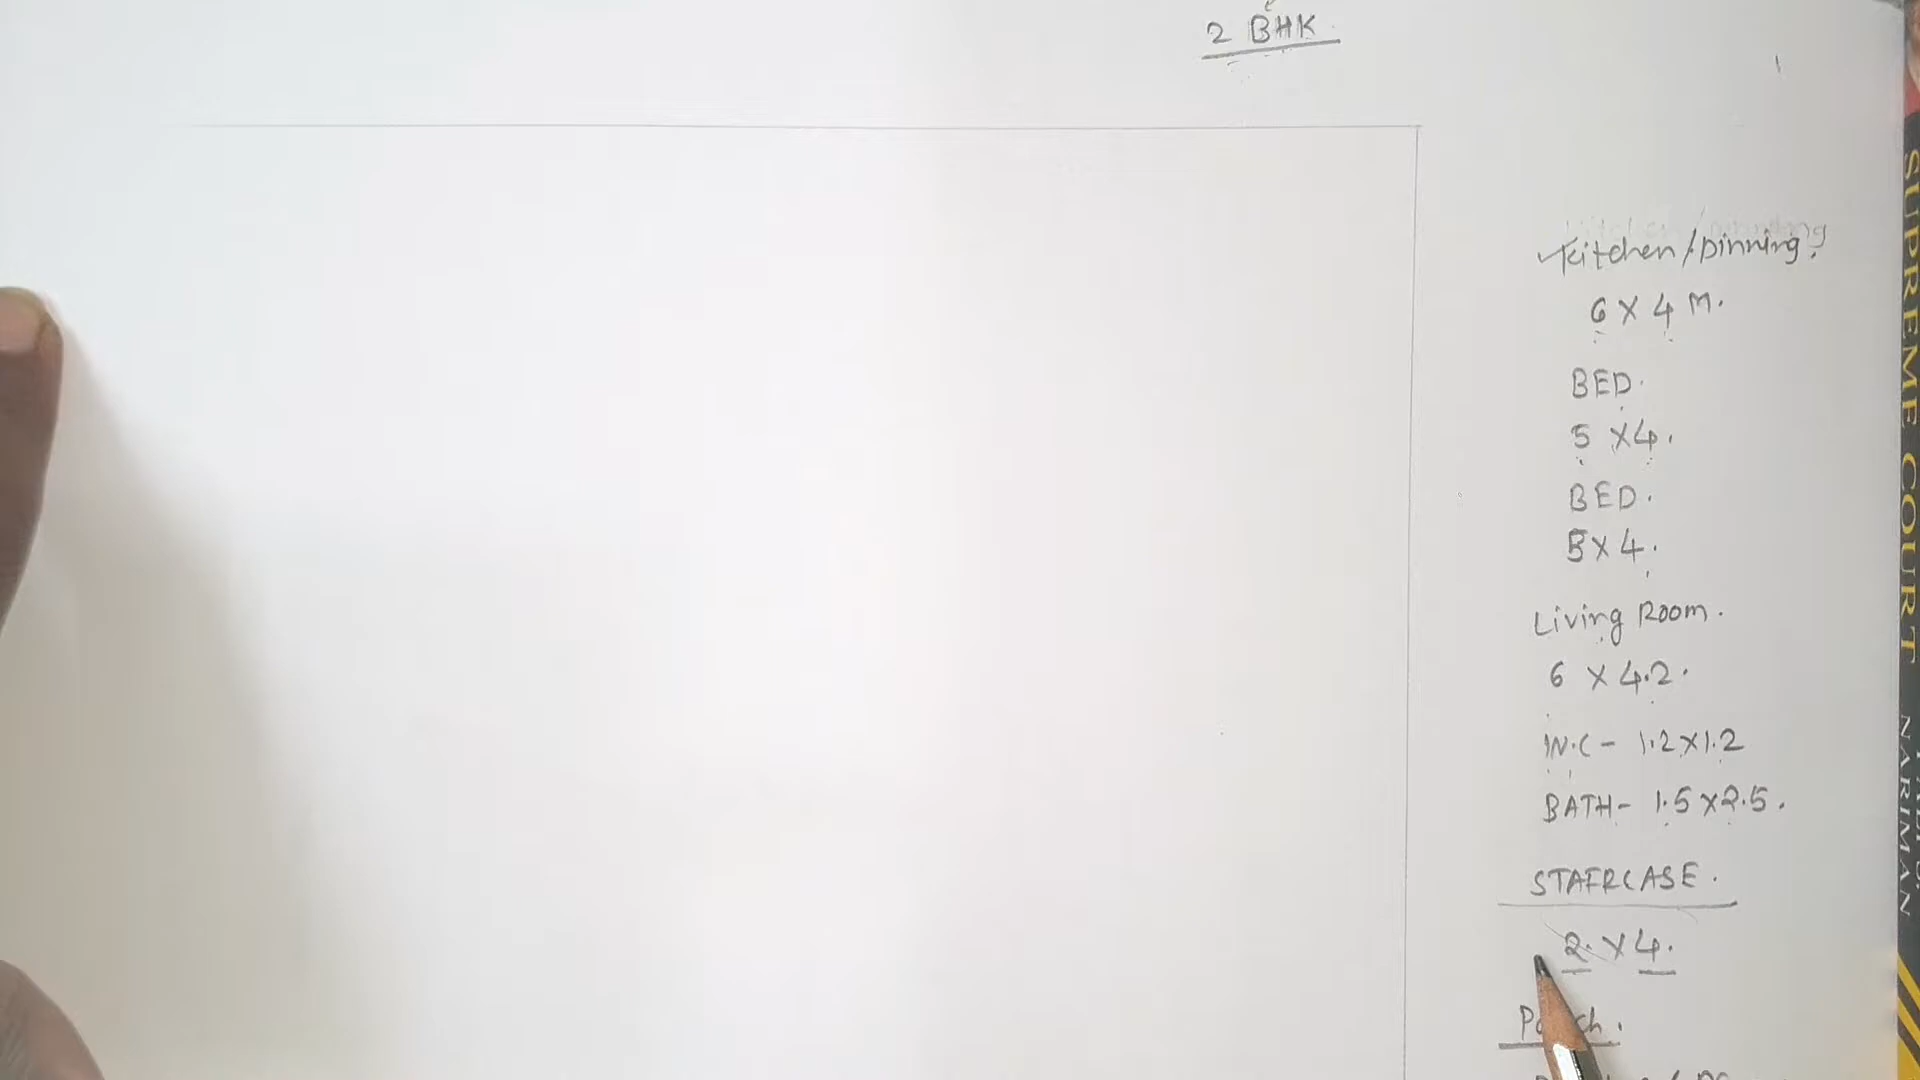 2 BHK.
Kitchen/Dinning.
6 X 4 M.
BED.
5 X 4.
BED.
5 X 4.
Living Room.
6 X 4.2.
W.C - 1.2 X 1.2
BATH - 1.5 X 2.5.
STAIRCASE.
2. X 4.
SUPREME COURT
NARIMAN